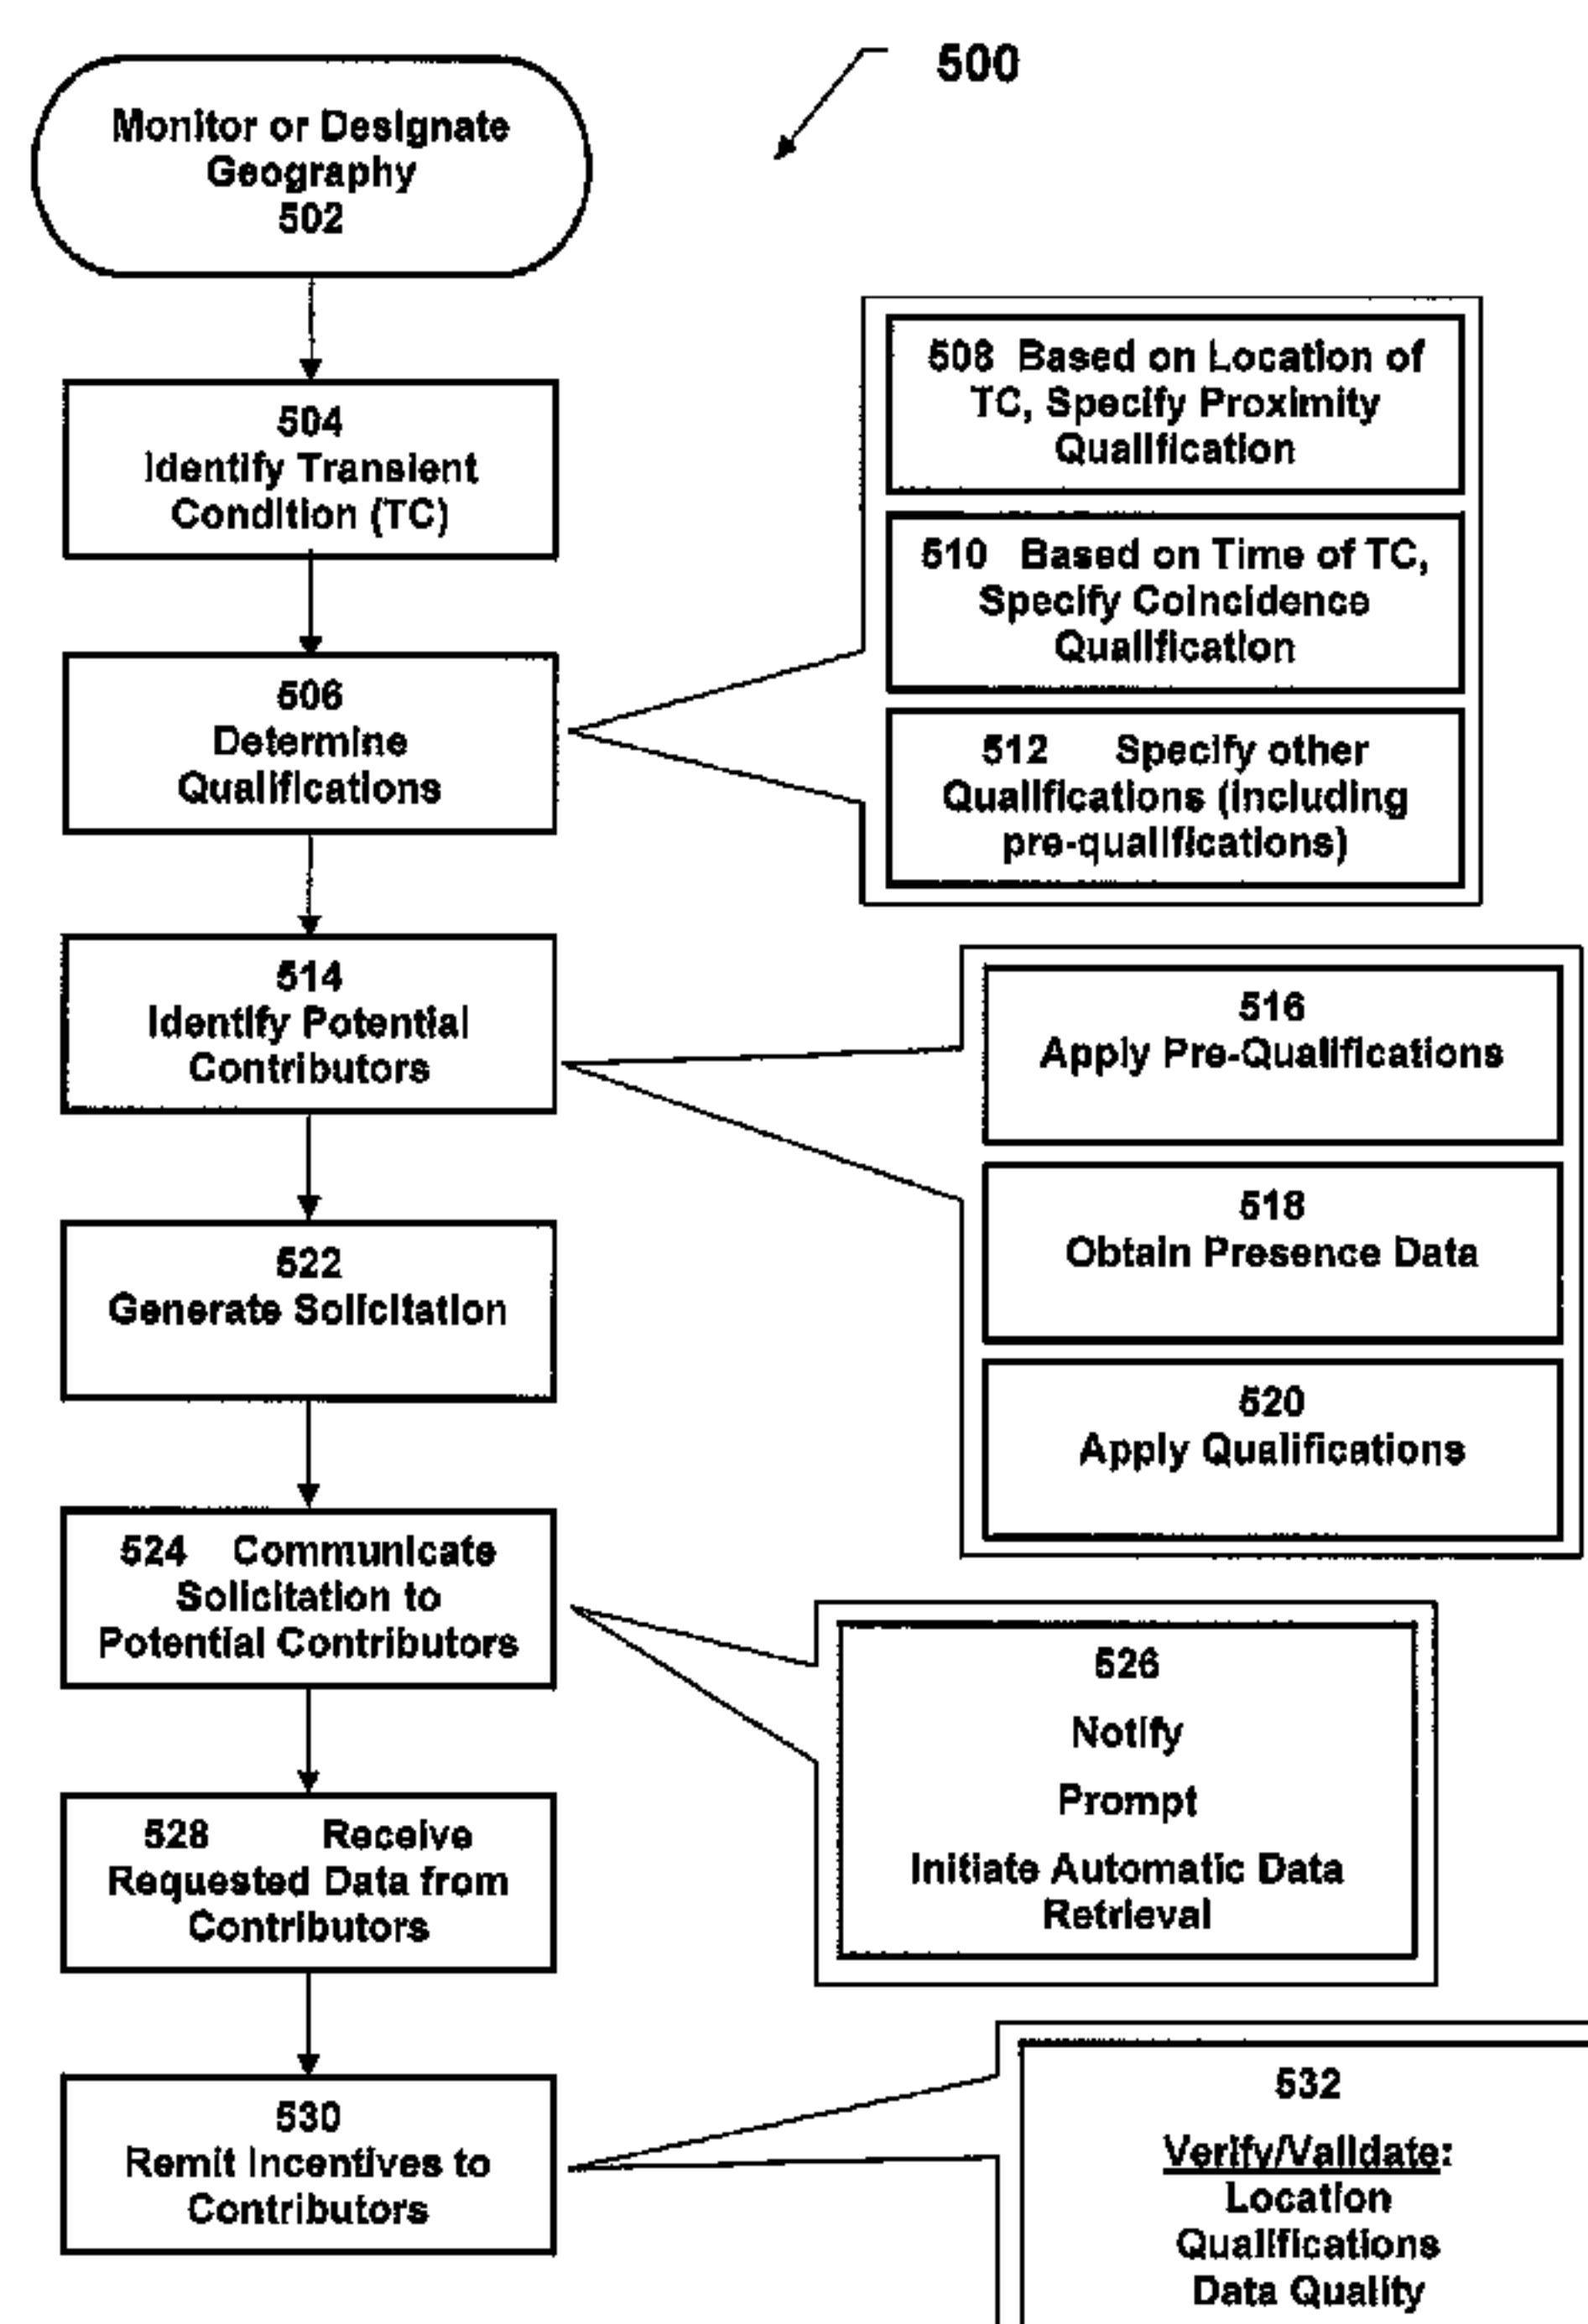 500
Monitor or Designate
Geography
502
504
Identify Transient
Condition (TC)
506
Determine
Qualifications
508 Based on Location of
TC, Specify Proximity
Qualification
510 Based on Time of TC,
Specify Coincidence
Qualification
512 Specify other
Qualifications (including
pre-qualifications)
514
Identify Potential
Contributors
516
Apply Pre-Qualifications
518
Obtain Presence Data
520
Apply Qualifications
522
Generate Solicitation
524 Communicate
Solicitation to
Potential Contributors
526
Notify
Prompt
Initiate Automatic Data
Retrieval
528 Receive
Requested Data from
Contributors
530
Remit Incentives to
Contributors
532
Verify/Validate:
Location
Qualifications
Data Quality